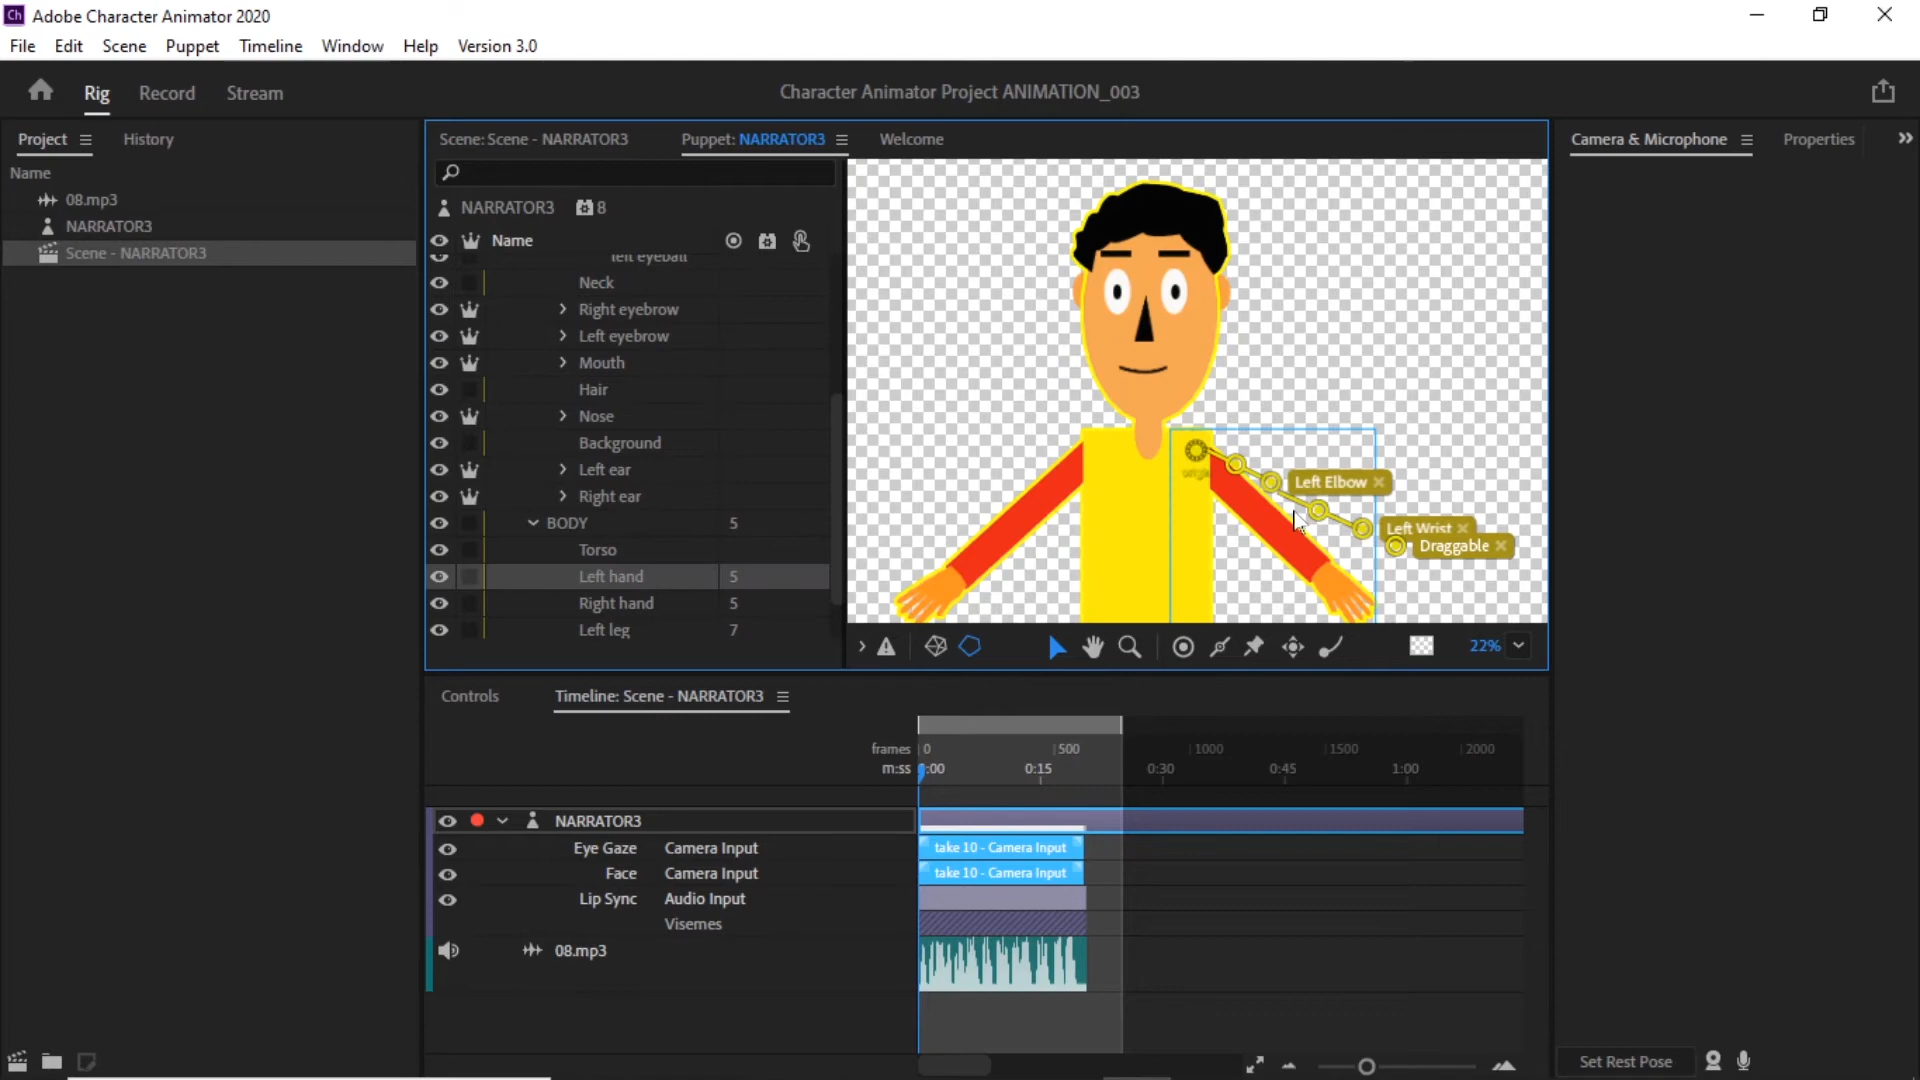 Ch Adobe Character Animator 2020
File Edit Scene Puppet Timeline Window Help Version 3.0
Rig Record Stream
Character Animator Project ANIMATION_003
Project History
Name
08.mp3
NARRATOR3
Scene - NARRATOR3
Scene: Scene - NARRATOR3 Puppet: NARRATOR3 Welcome
NARRATOR3 8
Name
left eyeball
Neck
Right eyebrow
Left eyebrow
Mouth
Hair
Nose
Background
Left ear
Right ear
BODY 5
Torso
Left hand 5
Right hand 5
Left leg 7
origin
Left Elbow
Left Wrist
Draggable
22%
Camera & Microphone Properties
Controls Timeline: Scene - NARRATOR3
frames 0 500 1000 1500 2000
m:ss 0:00 0:15 0:30 0:45 1:00
NARRATOR3
Eye Gaze Camera Input take 10 - Camera Input
Face Camera Input take 10 - Camera Input
Lip Sync Audio Input
Visemes
08.mp3
Set Rest Pose